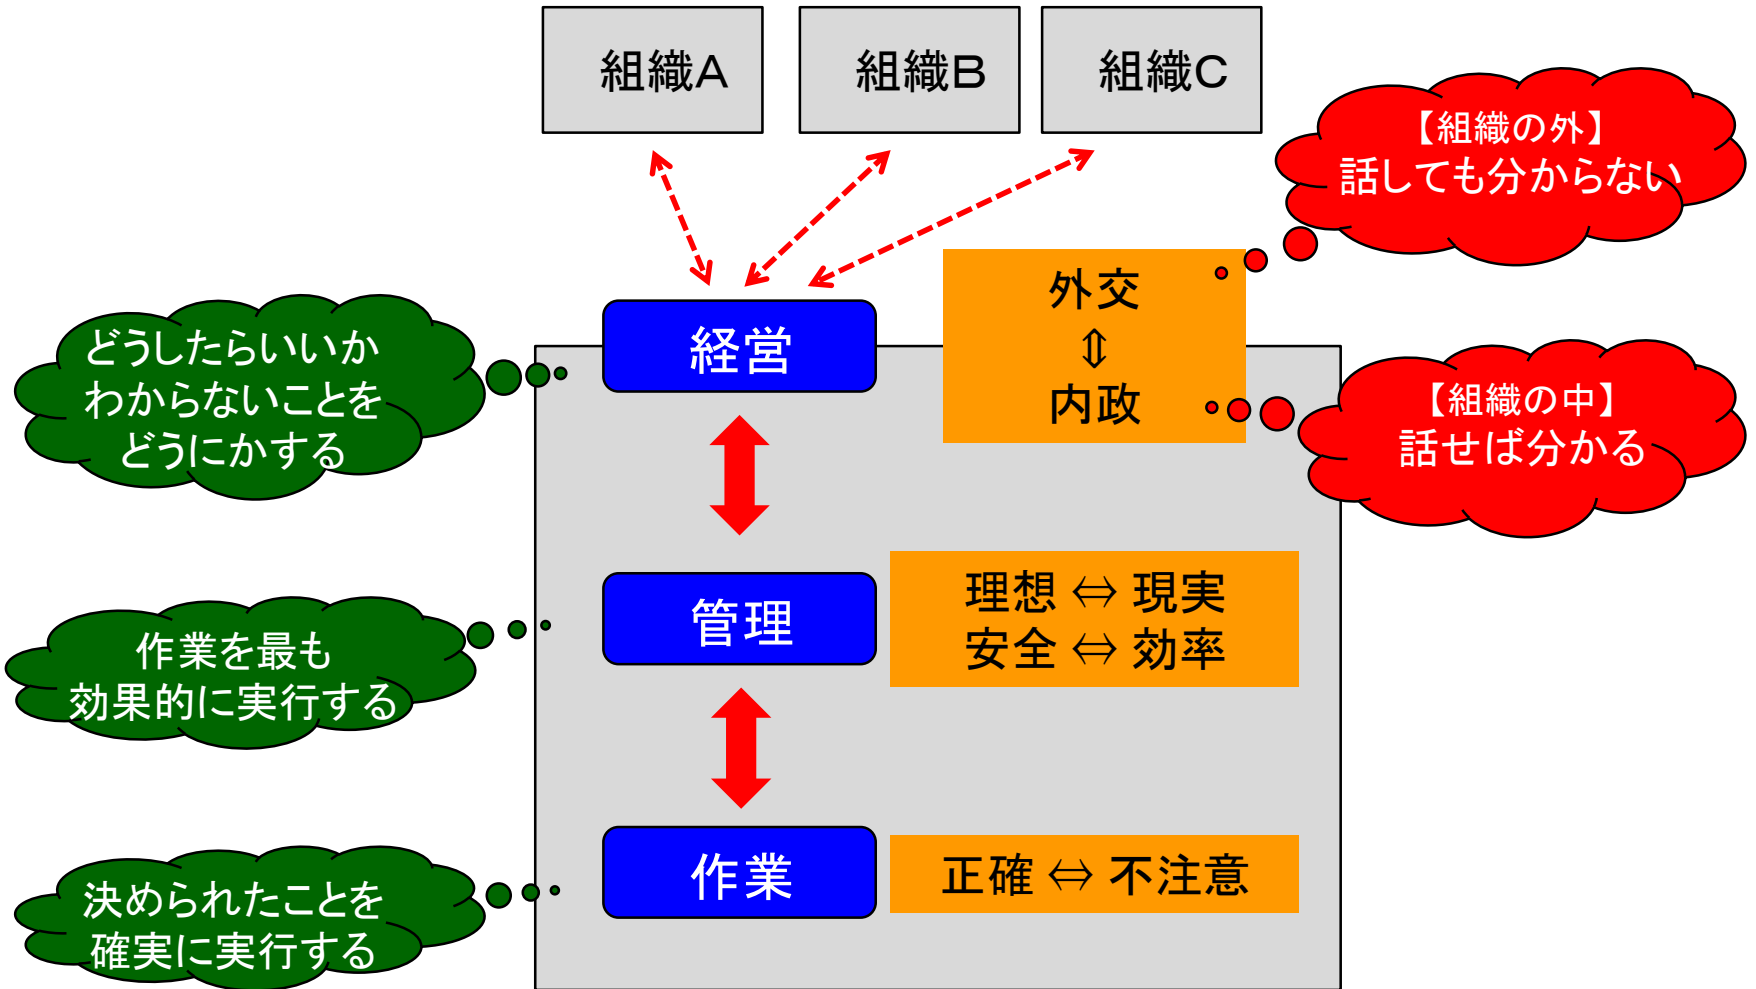 組織A
組織B
組織C
【組織の外】
話しても分からない
外交
⇕
内政
経営
どうしたらいいか
わからないことを
どうにかする
【組織の中】
話せば分かる
管理
理想 ⇔ 現実
安全 ⇔ 効率
作業を最も
効果的に実行する
作業
正確 ⇔ 不注意
決められたことを
確実に実行する